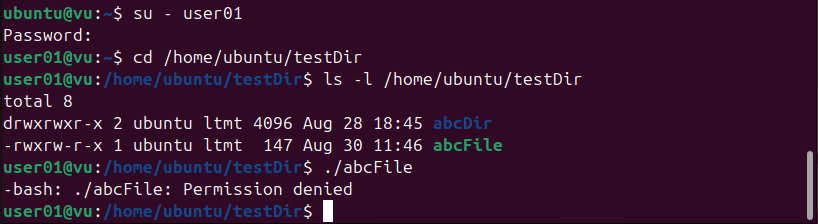 ubuntu@vu:~$ su - user01
Password:
user01@vu:~$ cd /home/ubuntu/testDir
user01@vu:/home/ubuntu/testDir$ ls -l /home/ubuntu/testDir
total 8
drwxrwxr-x 2 ubuntu ltmt 4096 Aug 28 18:45 abcDir
-rwxrw-r-x 1 ubuntu ltmt  147 Aug 30 11:46 abcFile
user01@vu:/home/ubuntu/testDir$ ./abcFile
-bash: ./abcFile: Permission denied
user01@vu:/home/ubuntu/testDir$